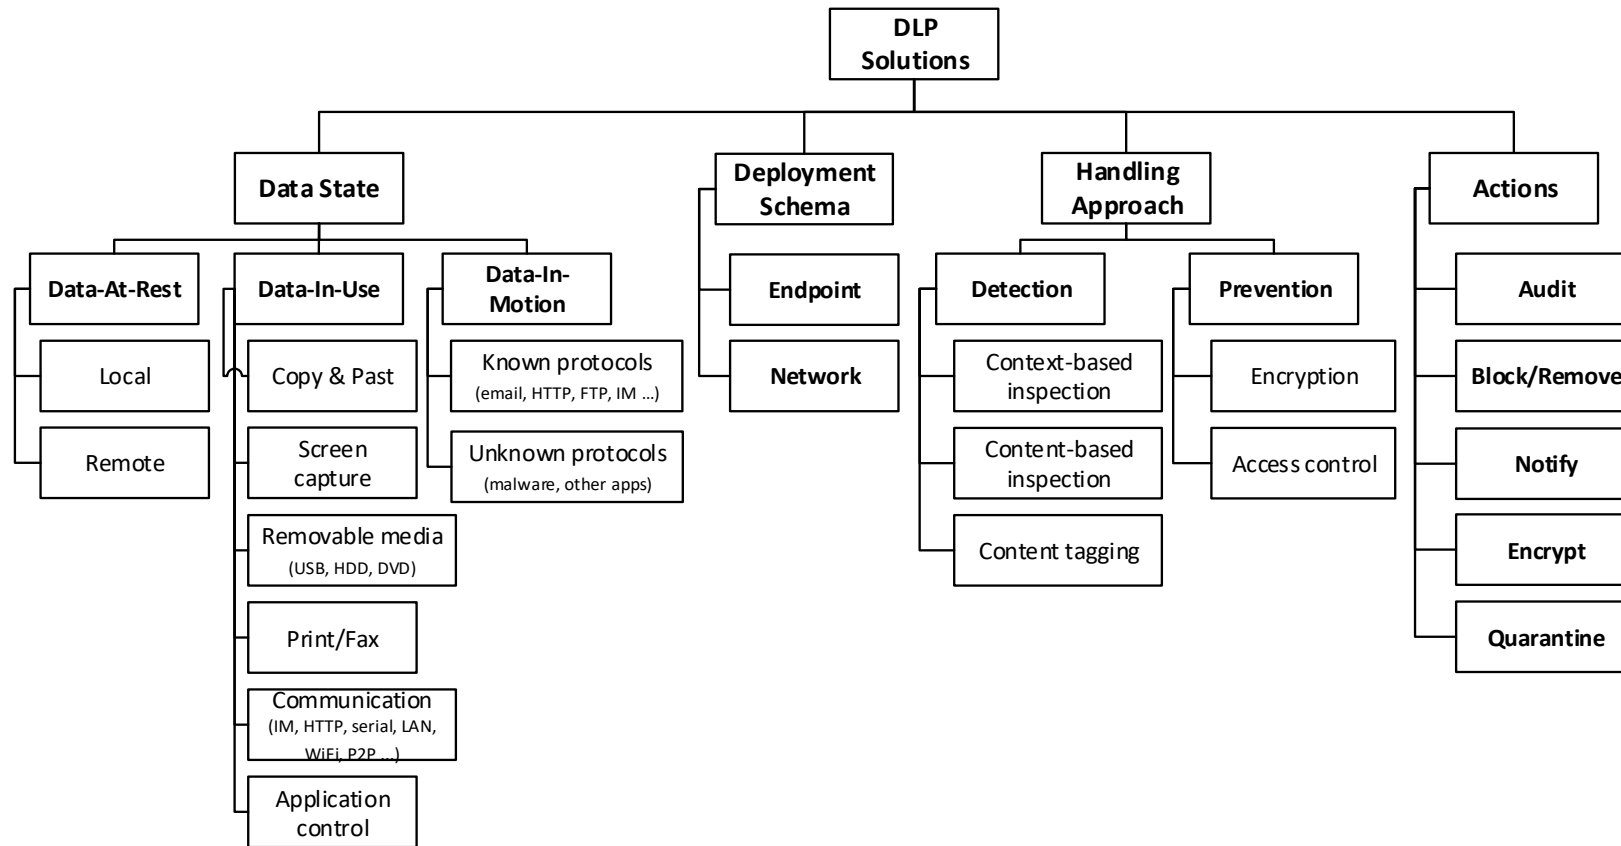 DLP
Solutions
Data State
Deployment
Schema
Handling
Approach
Actions
Data-At-Rest
Data-In-Use
Data-In-
Motion
Endpoint
Detection
Prevention
Audit
Local
Copy & Past
Known protocols
(email, HTTP, FTP, IM ...)
Network
Context-based
inspection
Encryption
Block/Remove
Remote
Screen
capture
Unknown protocols
(malware, other apps)
Content-based
inspection
Access control
Notify
Removable media
(USB, HDD, DVD)
Content tagging
Encrypt
Print/Fax
Quarantine
Communication
(IM, HTTP, serial, LAN,
WiFi, P2P ...)
Application
control